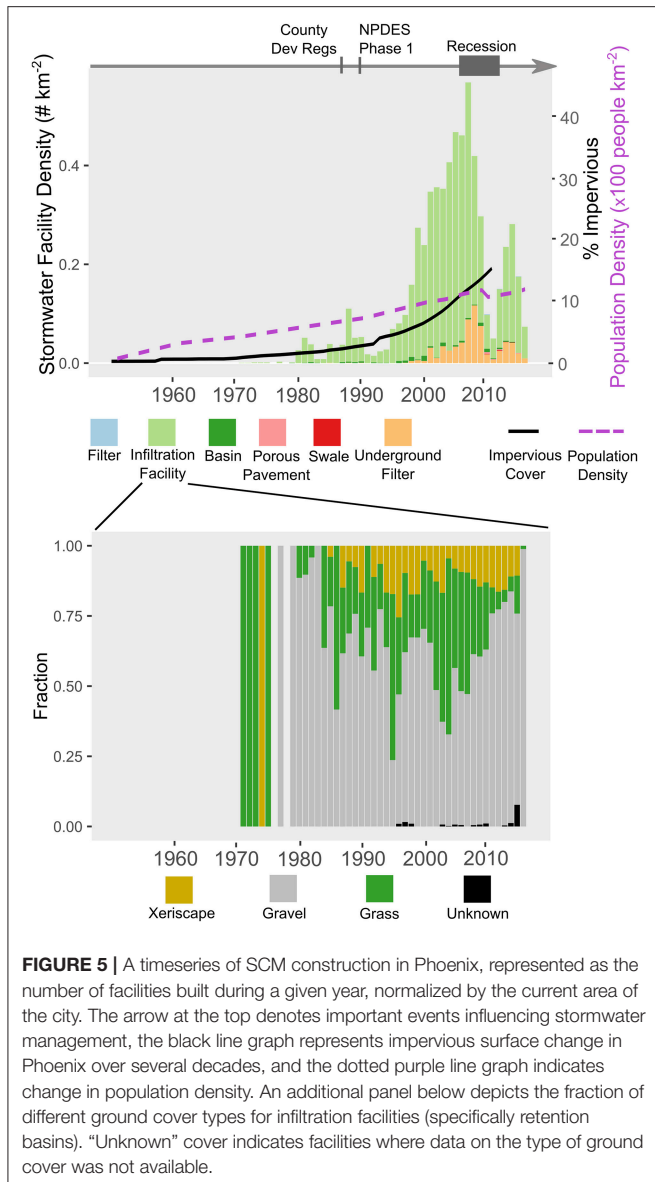 County
Dev Regs
NPDES
Phase 1
Recession
Stormwater Facility Density (# km-2)
0.4
0.2
0.0
40
30
20
10
0
% Impervious
Population Density (x100 people km-2)
1960 1970 1980 1990 2000 2010
Filter
Infiltration
Facility
Basin
Porous
Pavement
Swale
Underground
Filter
Impervious
Cover
Population
Density
Fraction
1.00
0.75
0.50
0.25
0.00
1960 1970 1980 1990 2000 2010
Xeriscape
Gravel
Grass
Unknown
FIGURE 5 | A timeseries of SCM construction in Phoenix, represented as the
number of facilities built during a given year, normalized by the current area of
the city. The arrow at the top denotes important events influencing stormwater
management, the black line graph represents impervious surface change in
Phoenix over several decades, and the dotted purple line graph indicates
change in population density. An additional panel below depicts the fraction of
different ground cover types for infiltration facilities (specifically retention
basins). “Unknown” cover indicates facilities where data on the type of ground
cover was not available.